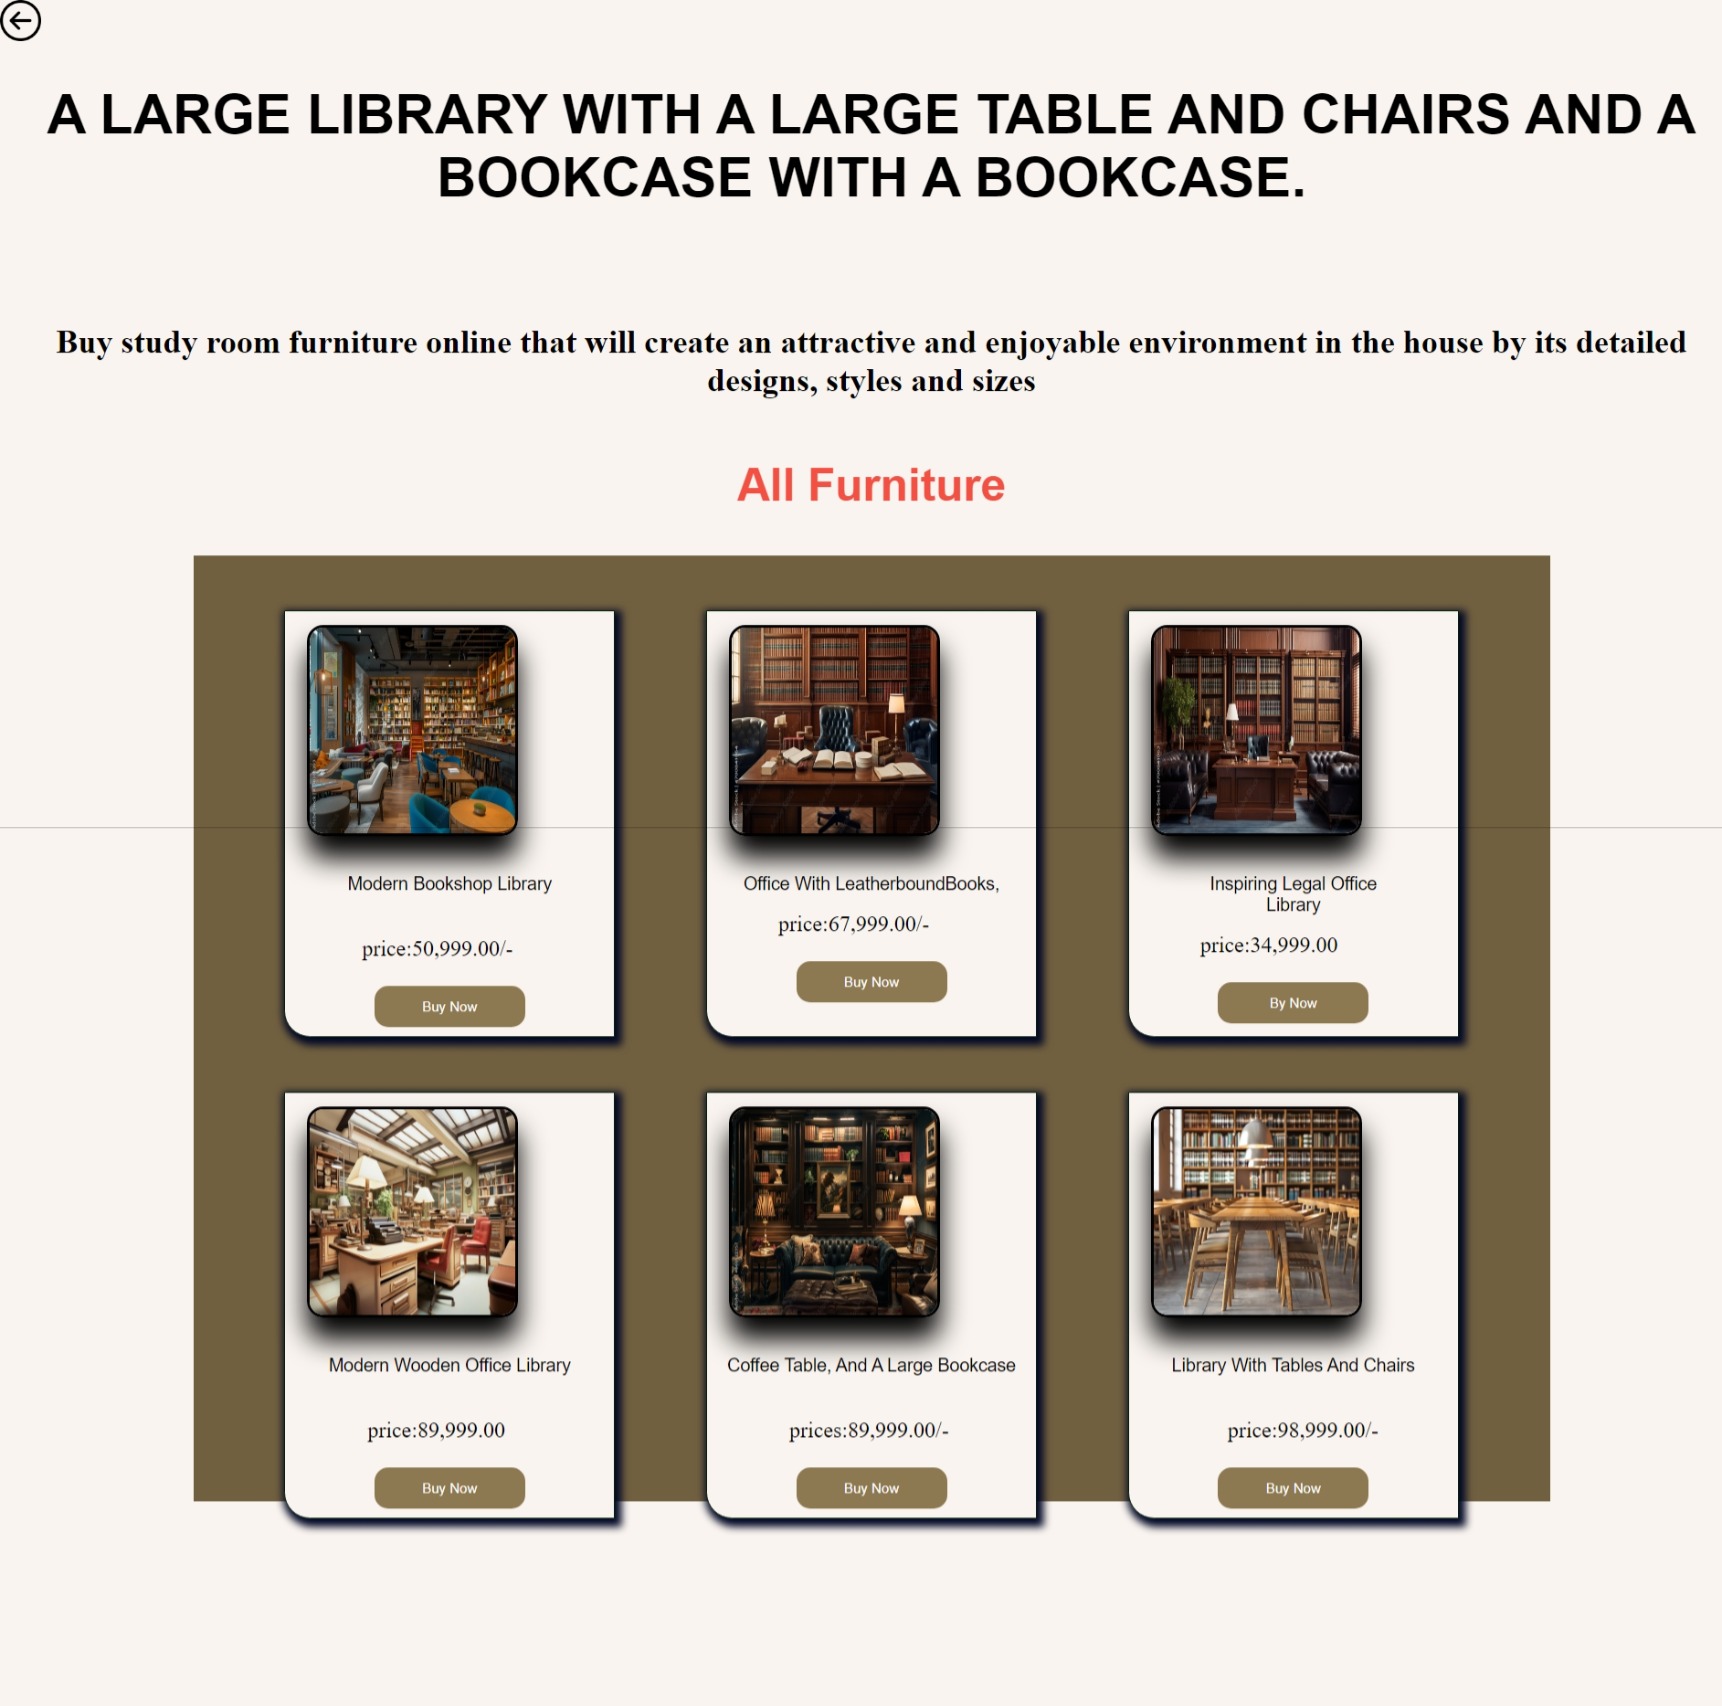 A LARGE LIBRARY WITH A LARGE TABLE AND CHAIRS AND A
BOOKCASE WITH A BOOKCASE.
Buy study room furniture online that will create an attractive and enjoyable environment in the house by its detailed
designs, styles and sizes
All Furniture
Modern Bookshop Library
price:50,999.00/-
Buy Now
Office With LeatherboundBooks,
price:67,999.00/-
Buy Now
Inspiring Legal Office
Library
price:34,999.00
By Now
Modern Wooden Office Library
price:89,999.00
Buy Now
Coffee Table, And A Large Bookcase
prices:89,999.00/-
Buy Now
Library With Tables And Chairs
price:98,999.00/-
Buy Now